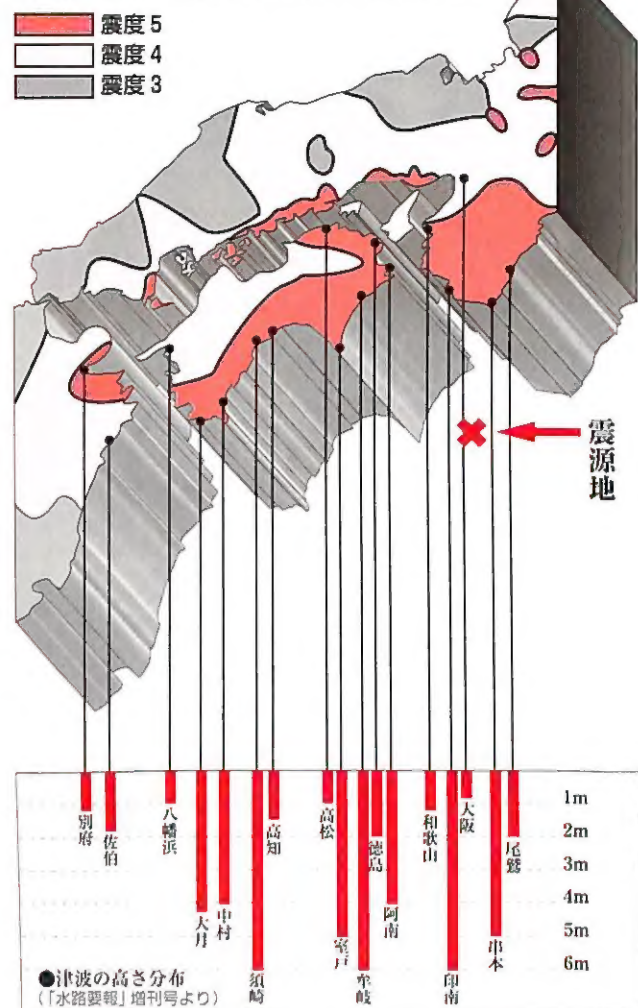 震度5
震度4
震度3
震源地
別府
佐伯
八幡浜
大月
中村
須崎
高知
高松
室戸
牟岐
徳島
阿南
和歌山
印南
大阪
串本
尾鷲
1m
2m
3m
4m
5m
6m
●津波の高さ分布
(「水路要報」増刊号より)